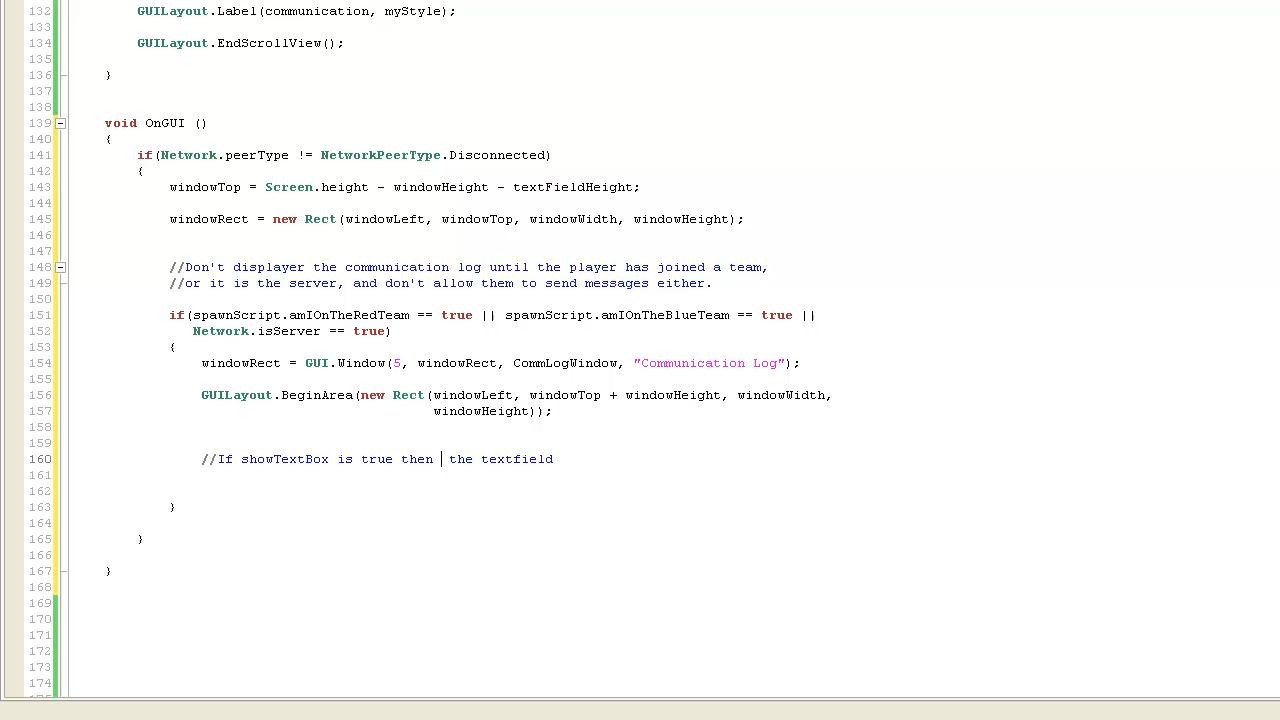 132 GUILayout.Label(communication, myStyle);
133
134 GUILayout.EndScrollView();
135
136 }
137
138
139 void OnGUI ()
140 {
141 if(Network.peerType != NetworkPeerType.Disconnected)
142 {
143 windowTop = Screen.height - windowHeight - textFieldHeight;
144
145 windowRect = new Rect(windowLeft, windowTop, windowWidth, windowHeight);
146
147
148 //Don't displayer the communication log until the player has joined a team,
149 //or it is the server, and don't allow them to send messages either.
150
151 if(spawnScript.amIOnTheRedTeam == true || spawnScript.amIOnTheBlueTeam == true ||
152 Network.isServer == true)
153 {
154 windowRect = GUI.Window(5, windowRect, CommLogWindow, "Communication Log");
155
156 GUILayout.BeginArea(new Rect(windowLeft, windowTop + windowHeight, windowWidth,
157 windowHeight));
158
159
160 //If showTextBox is true then  the textfield
161
162
163 }
164
165 }
166
167 }
168
169
170
171
172
173
174